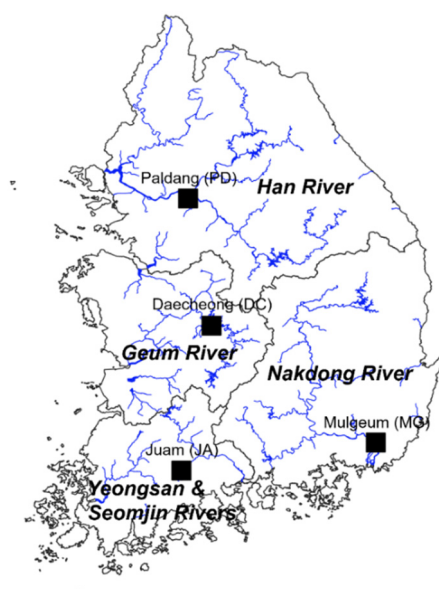 Paldang (PD)
Han River
Daecheong (DC)
Geum River
Nakdong River
Mulgeum (MG)
Juam (JA)
Yeongsan &
Seomjin Rivers